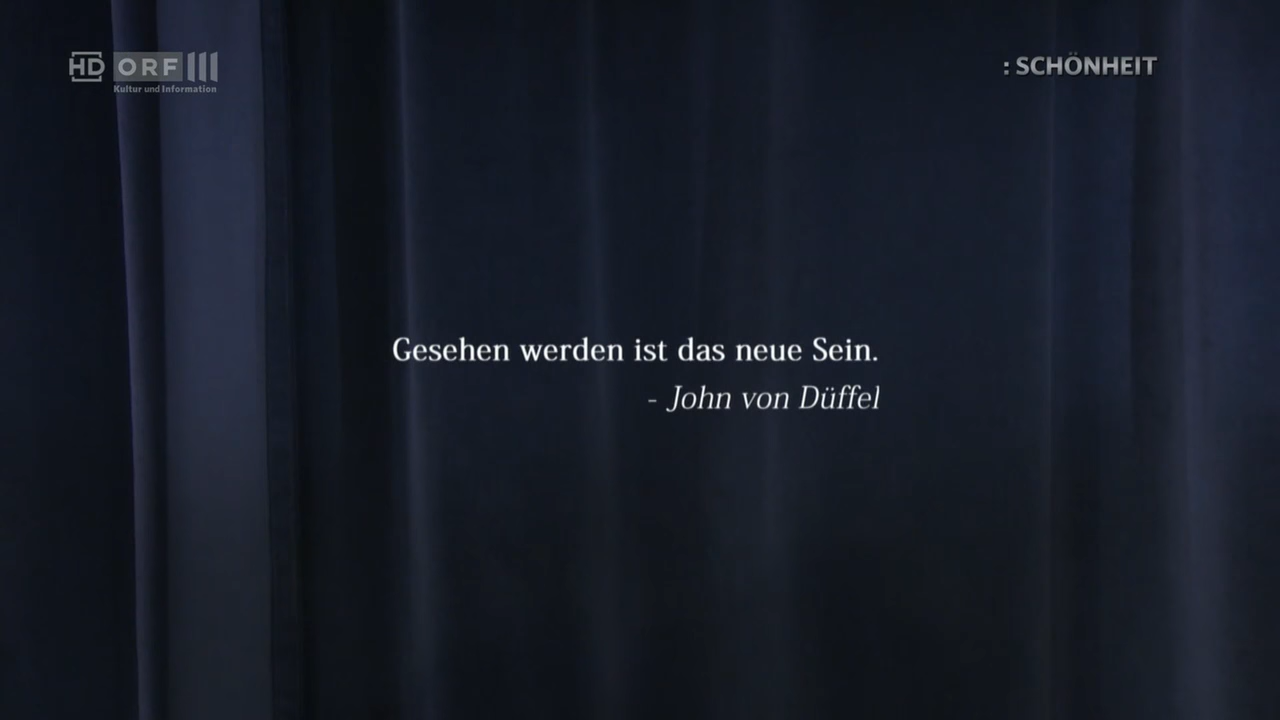 HD ORF III
Kultur und Information
: SCHÖNHEIT
Gesehen werden ist das neue Sein.
- John von Düffel